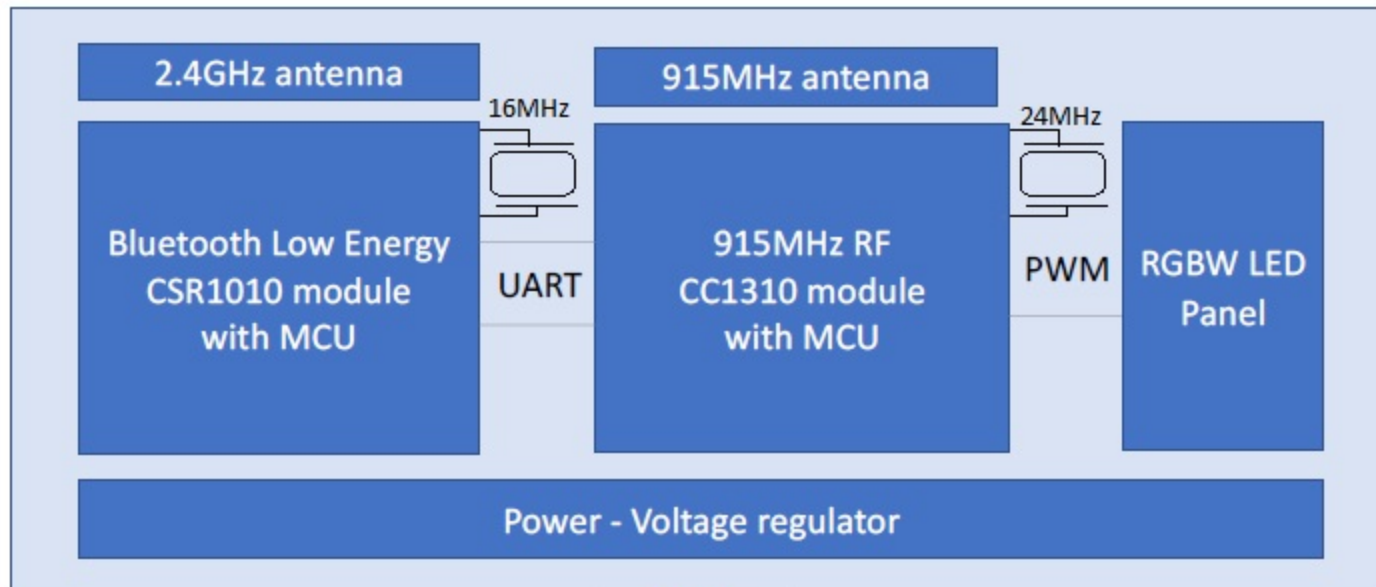 2.4GHz antenna
915MHz antenna
16MHz
24MHz
Bluetooth Low Energy
CSR1010 module
with MCU
UART
915MHz RF
CC1310 module
with MCU
PWM
RGBW LED
Panel
Power - Voltage regulator